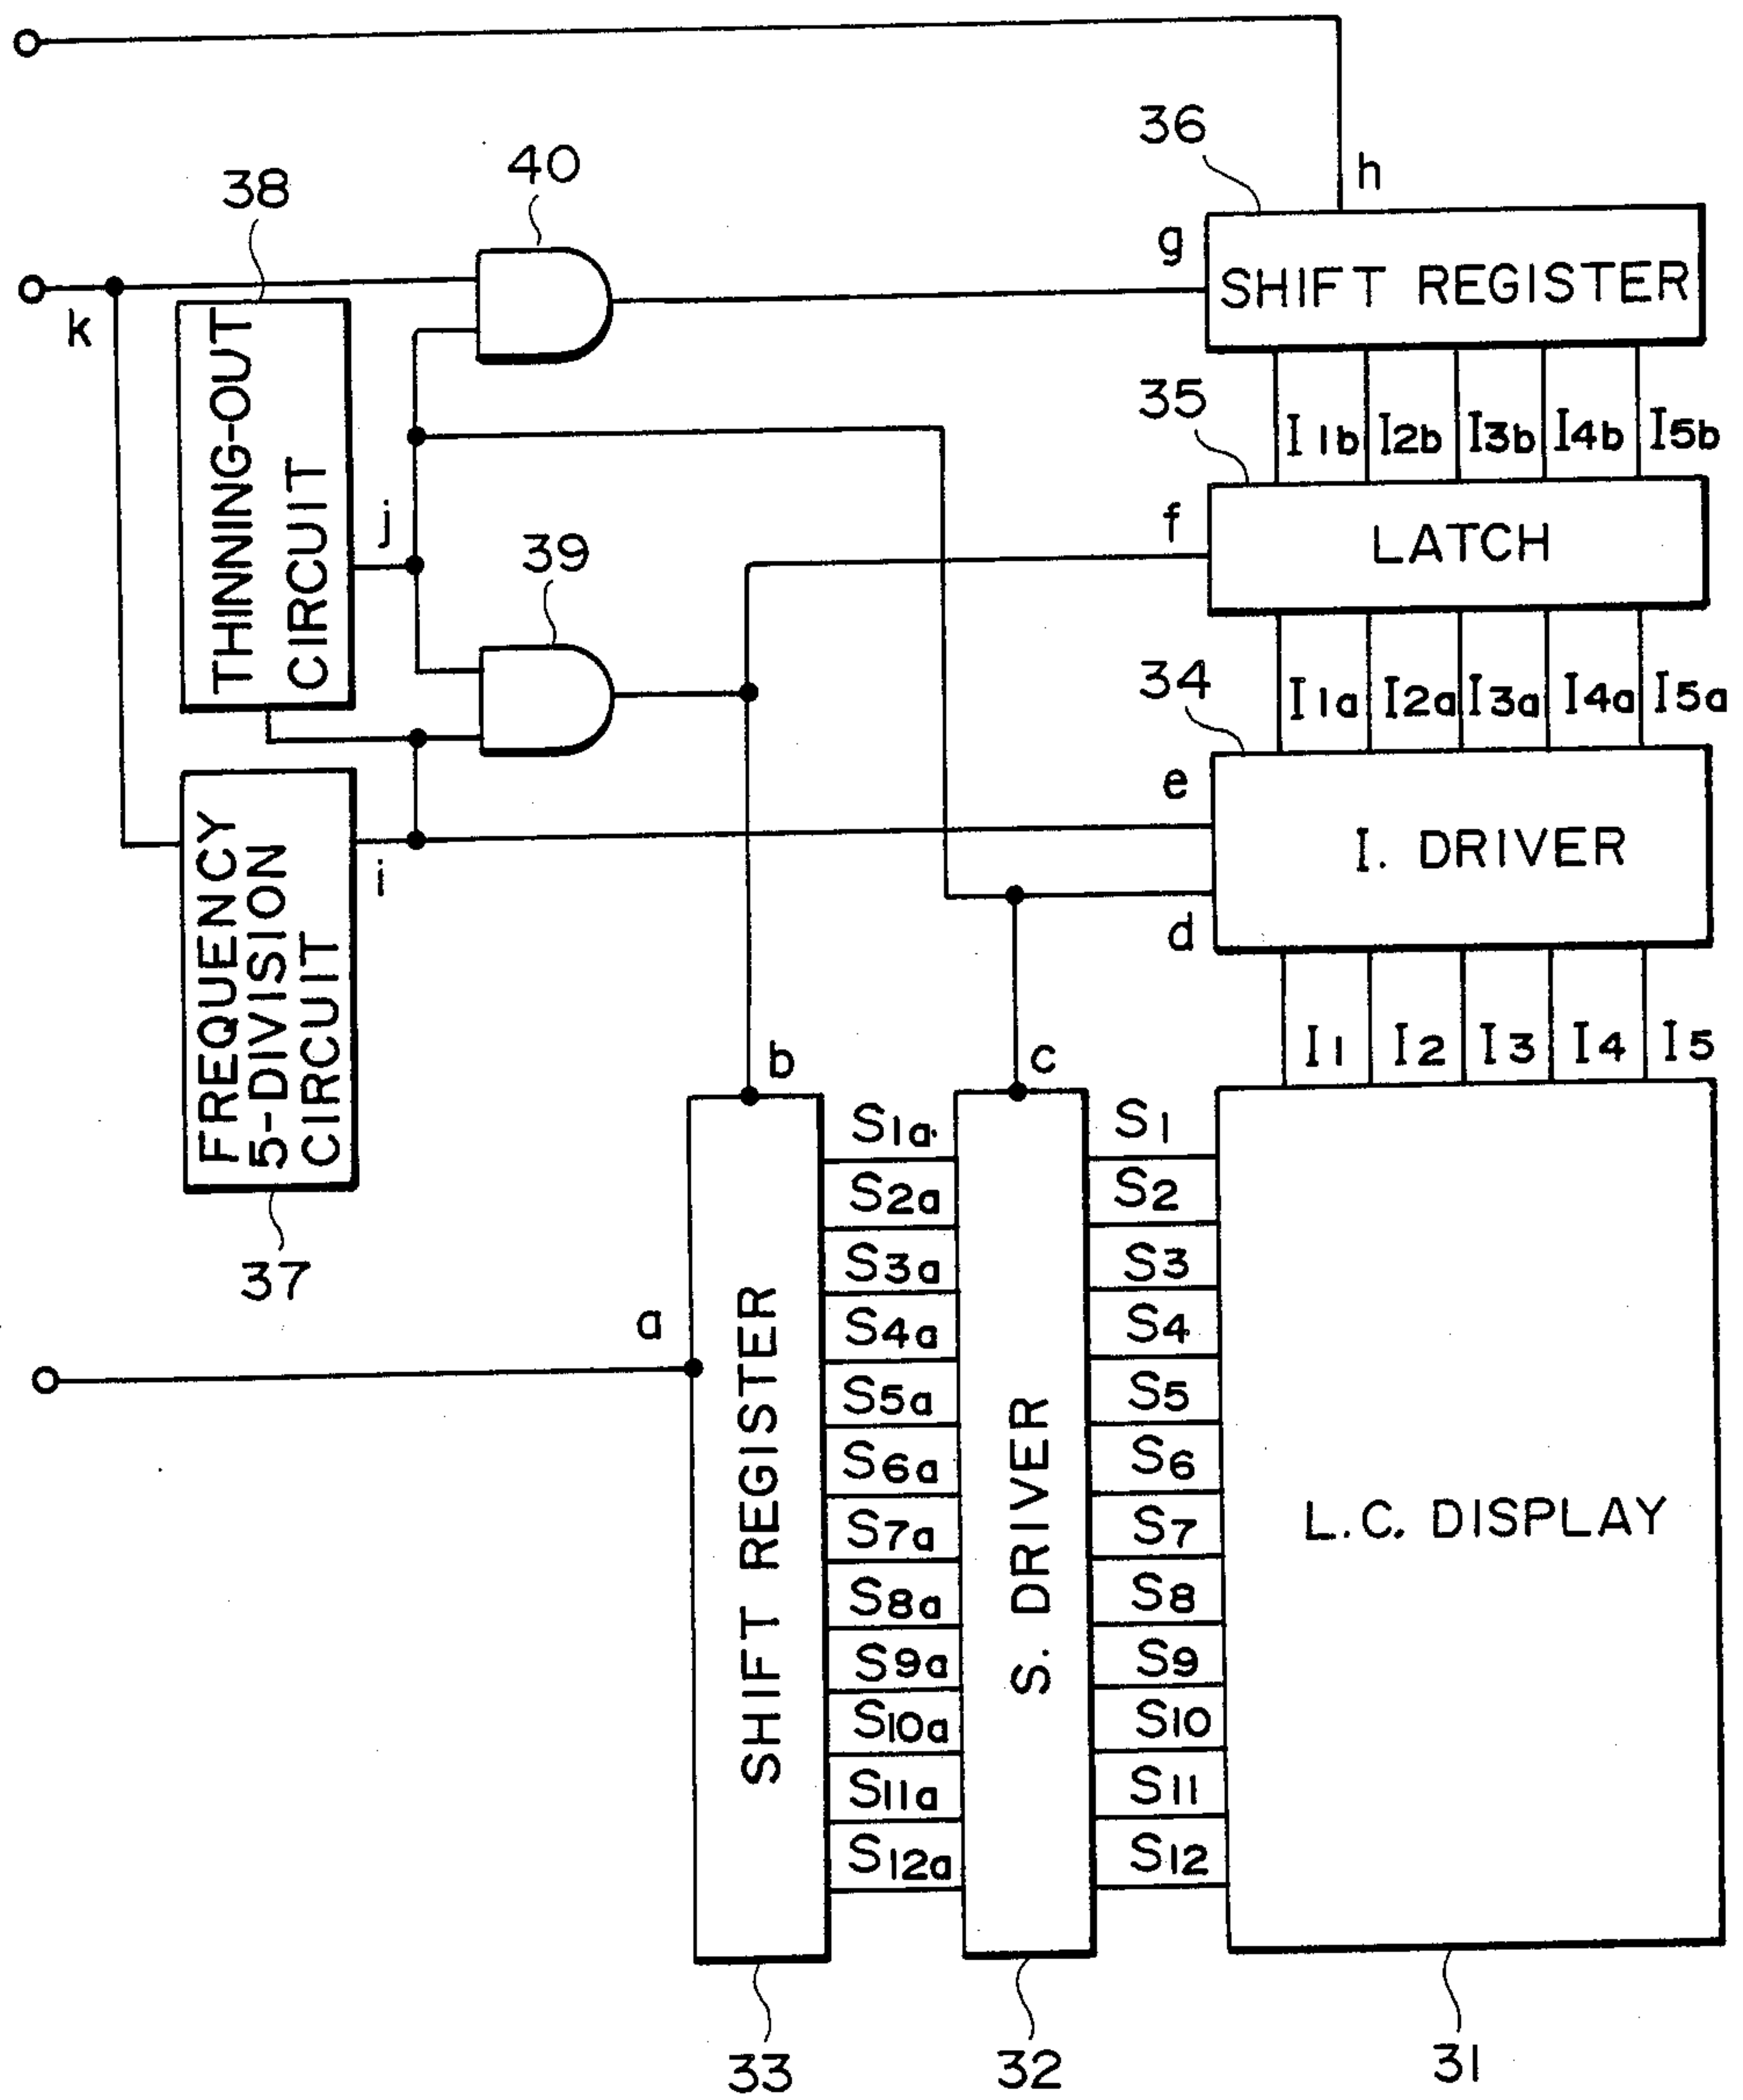 36
h
40
38
g
SHIFT REGISTER
k
THINNING-OUT
CIRCUIT
35
I1b I2b I3b I4b I5b
j
f
LATCH
39
34
I1a I2a I3a I4a I5a
e
I. DRIVER
i
d
FREQUENCY
5-DIVISION
CIRCUIT
I1 I2 I3 I4 I5
b
c
37
a
S1a
S2a
S3a
S4a
S5a
S6a
S7a
S8a
S9a
S10a
S11a
S12a
S1
S2
S3
S4
S5
S6
S7
S8
S9
S10
S11
S12
SHIFT REGISTER
S. DRIVER
L.C. DISPLAY
33
32
31